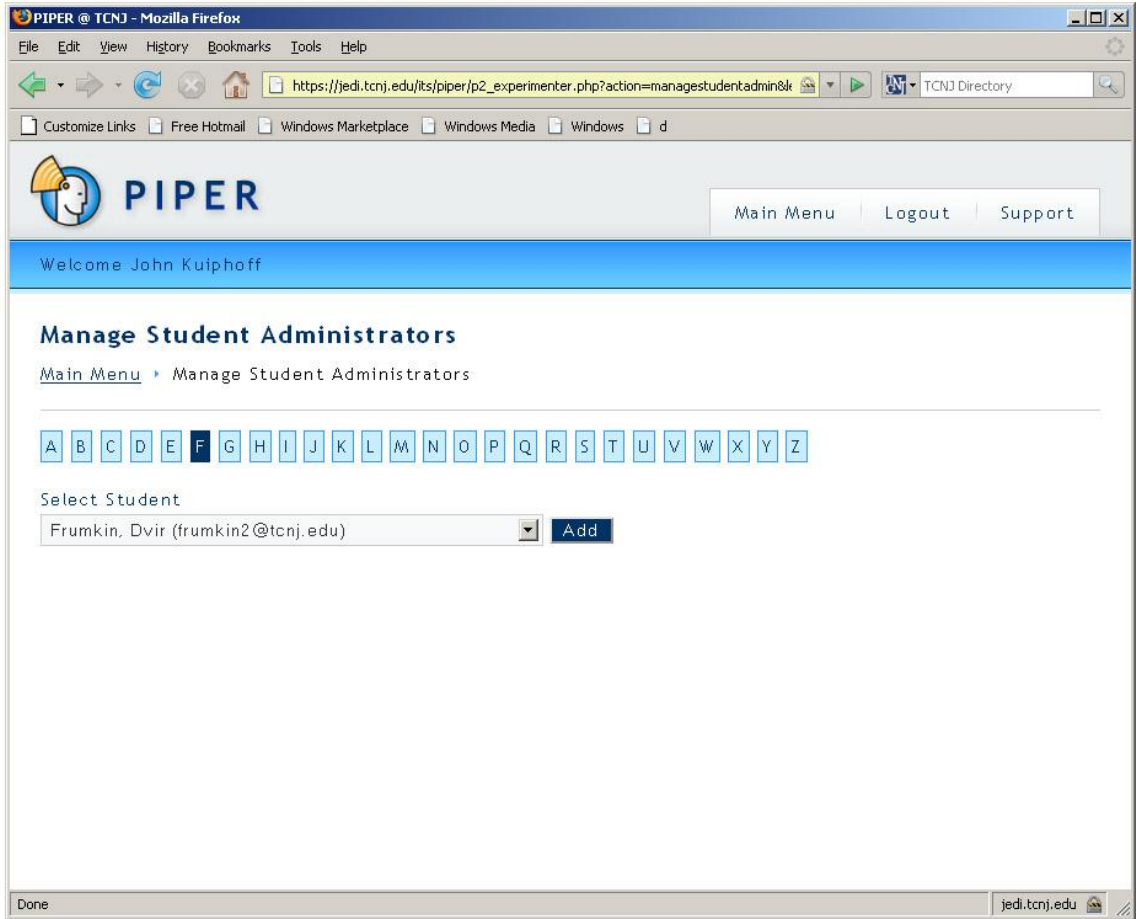 PIPER @ TCNJ - Mozilla Firefox
File Edit View History Bookmarks Tools Help
https://jedi.tcnj.edu/its/piper/p2_experimenter.php?action=managestudentadmin&le TCNJ Directory
Customize Links Free Hotmail Windows Marketplace Windows Media Windows d
PIPER
Main Menu Logout Support
Welcome John Kuiphoff
Manage Student Administrators
Main Menu Manage Student Administrators
A B C D E F G H I J K L M N O P Q R S T U V W X Y Z
Select Student
Frumkin, Dvir (frumkin2@tcnj.edu) Add
Done jedi.tcnj.edu